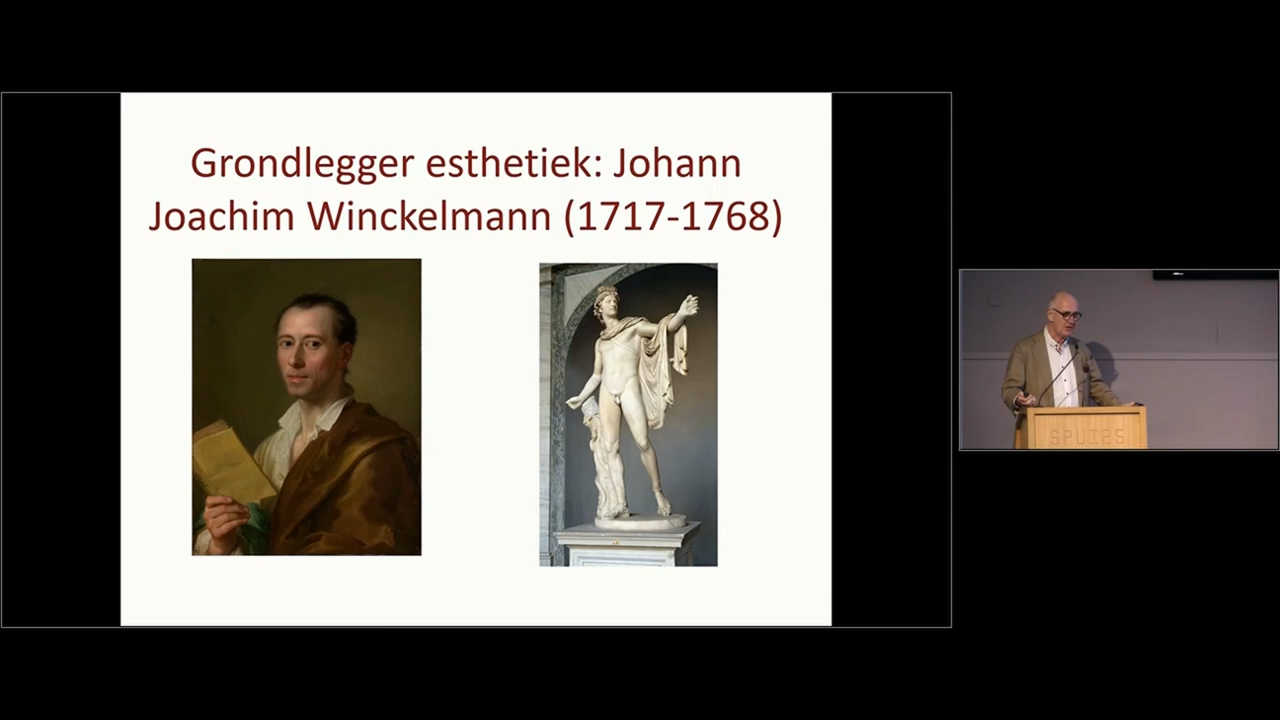 Grondlegger esthetiek: Johann
Joachim Winckelmann (1717-1768)
SPUI25